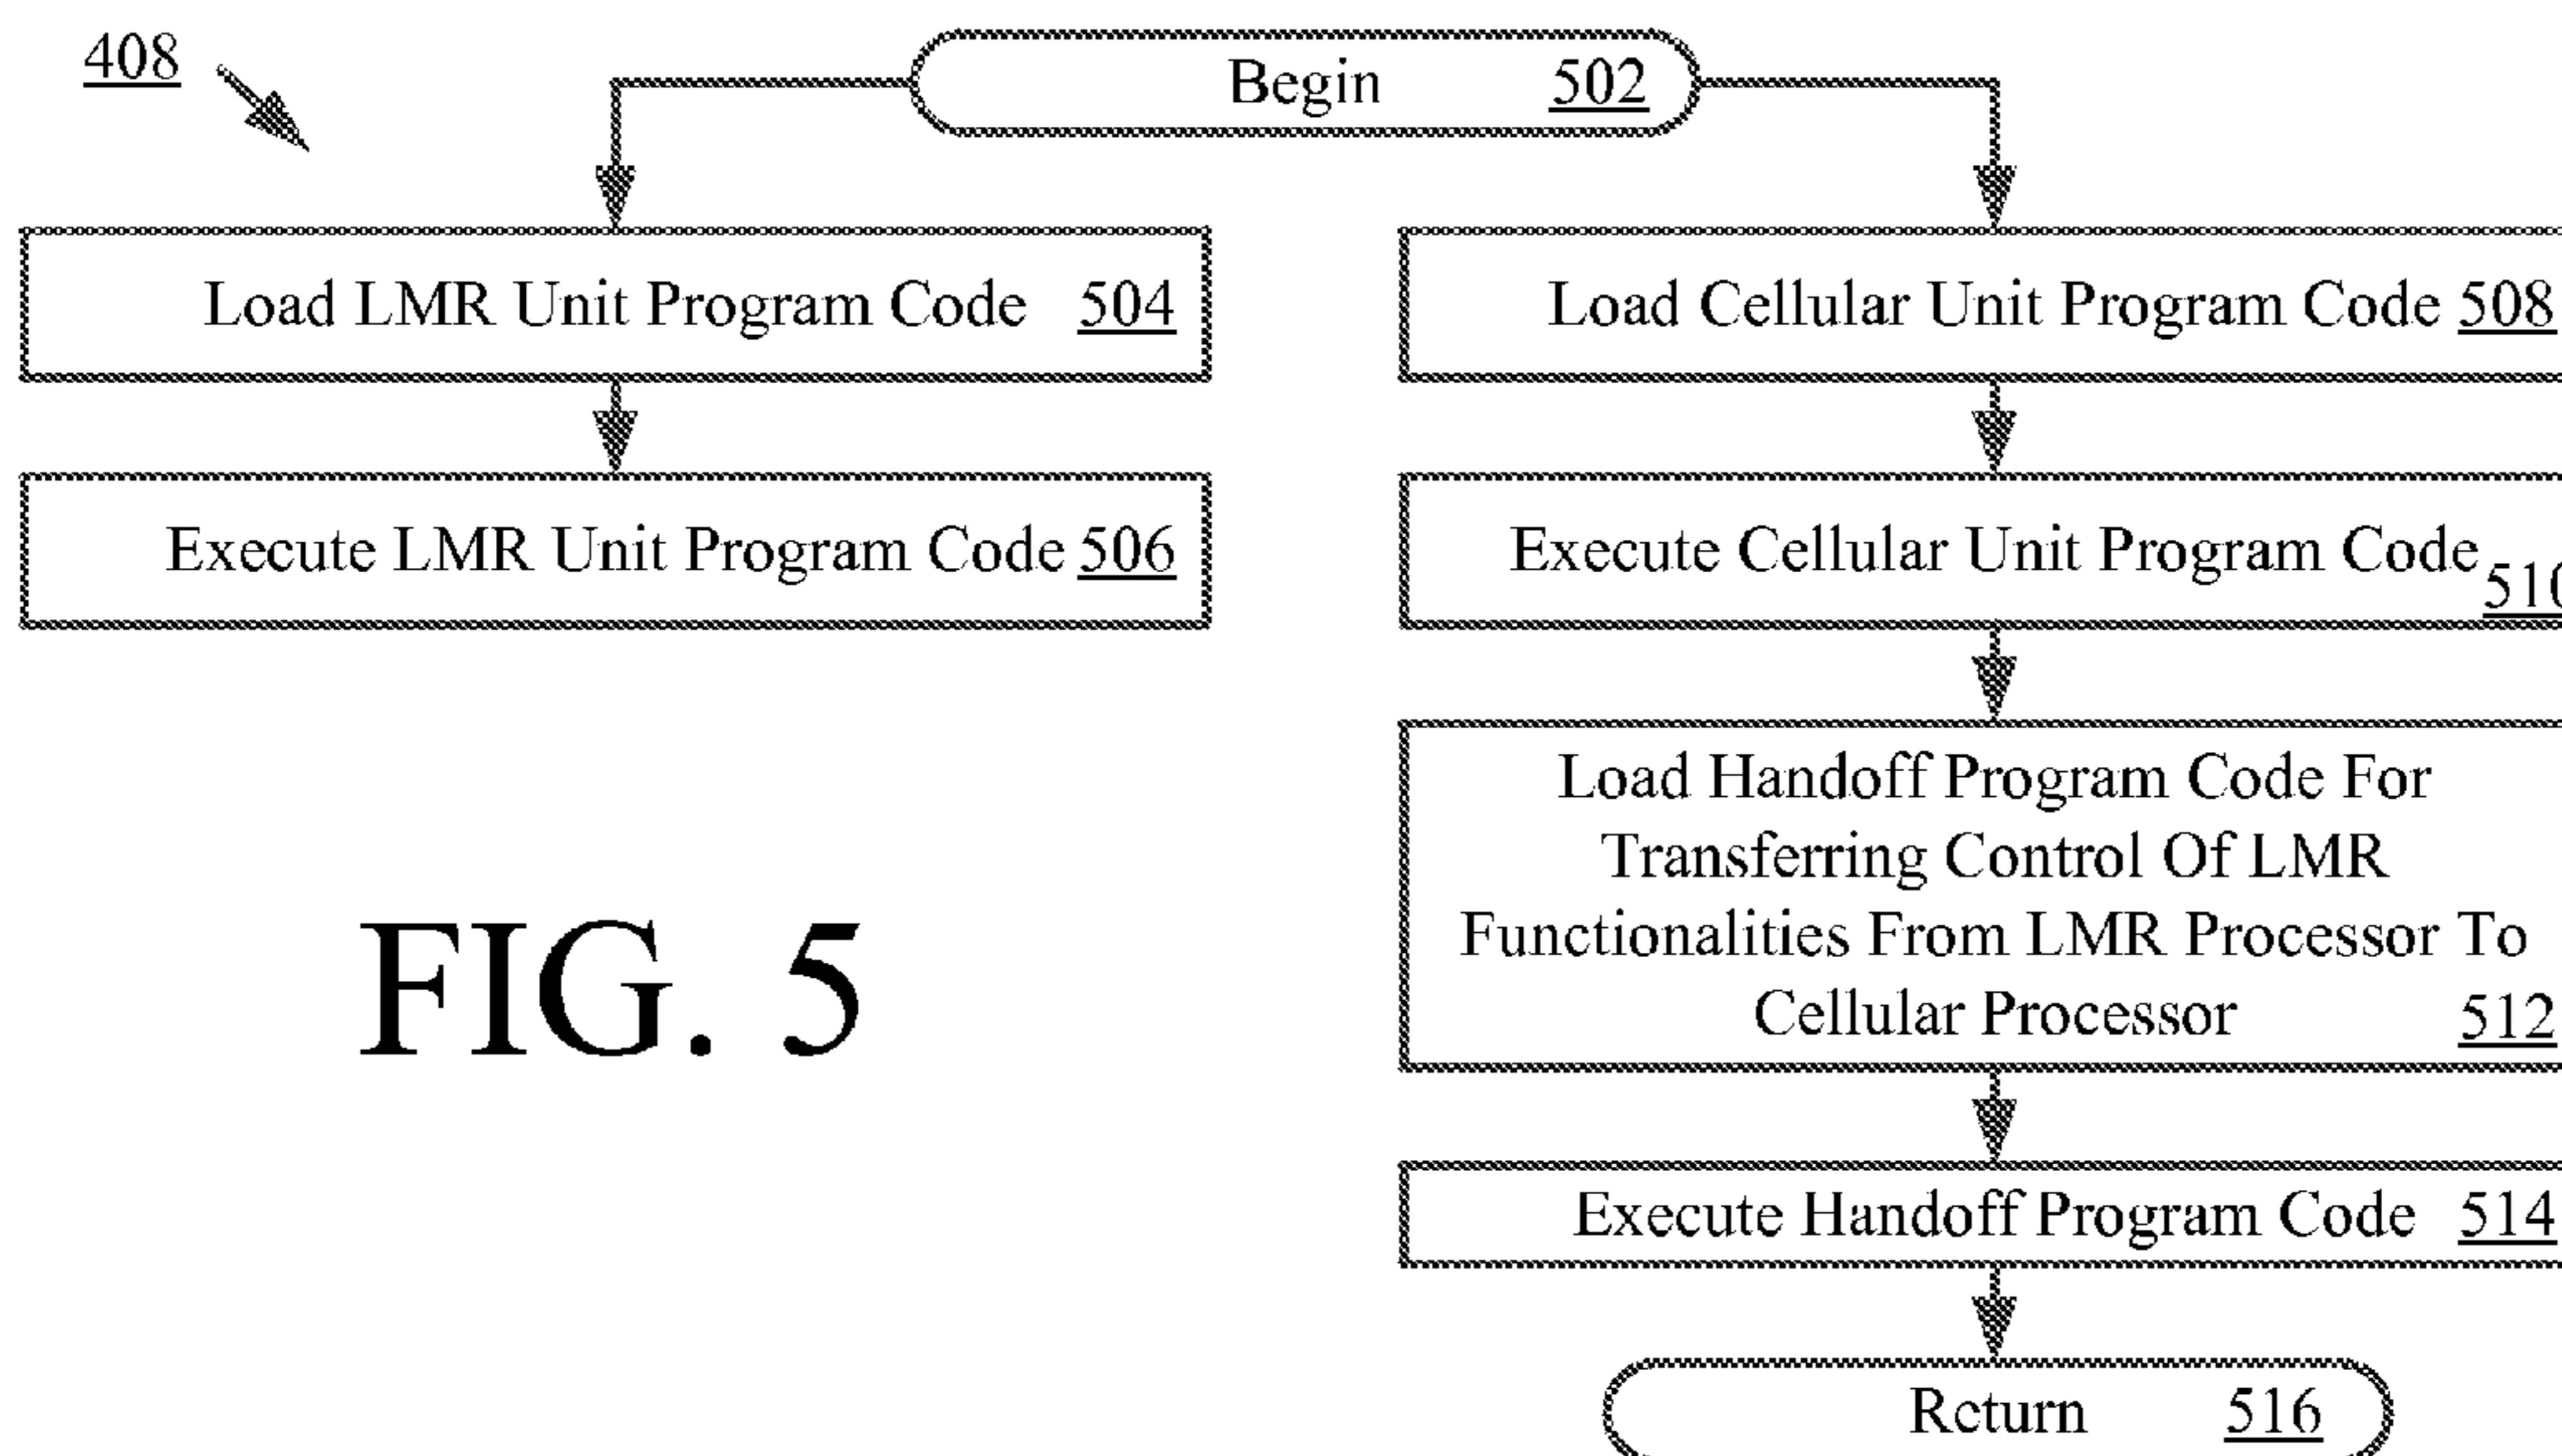 408
Begin 502
Load LMR Unit Program Code 504
Execute LMR Unit Program Code 506
Load Cellular Unit Program Code 508
Execute Cellular Unit Program Code
510
Load Handoff Program Code For
Transferring Control Of LMR
Functionalities From LMR Processor To
Cellular Processor 512
Execute Handoff Program Code 514
Return 516
FIG. 5